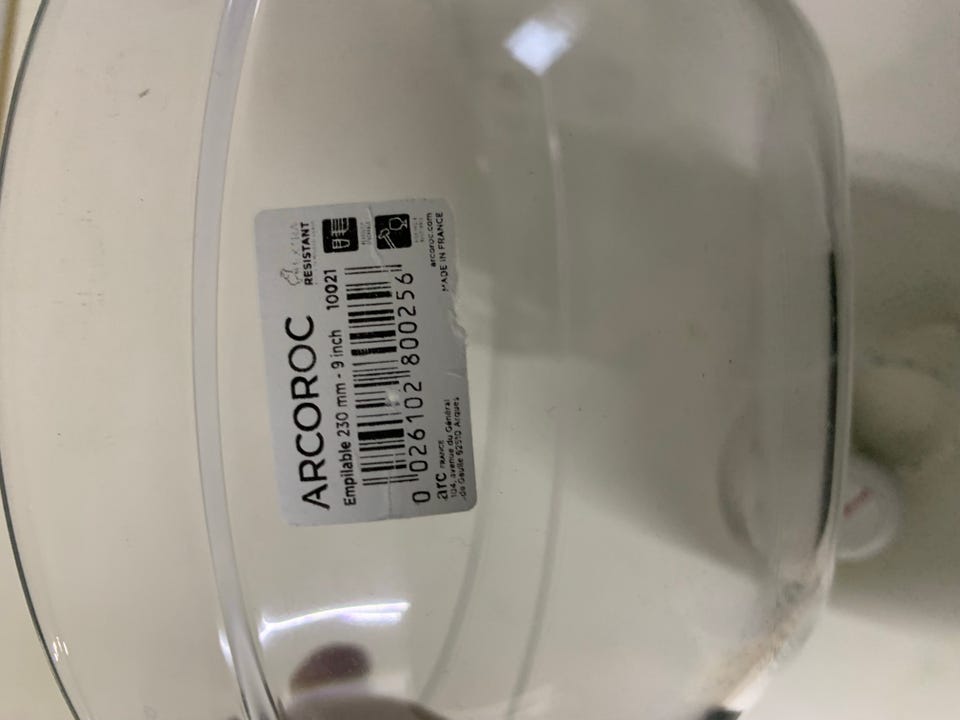 RESISTANT
ARCOROC
Empilable 230 mm - 9 inch 10021
0 026102 800256
arc FRANCE
104, avenue du Général
de Gaulle 62510 Arques
arcoroc.com
MADE IN FRANCE